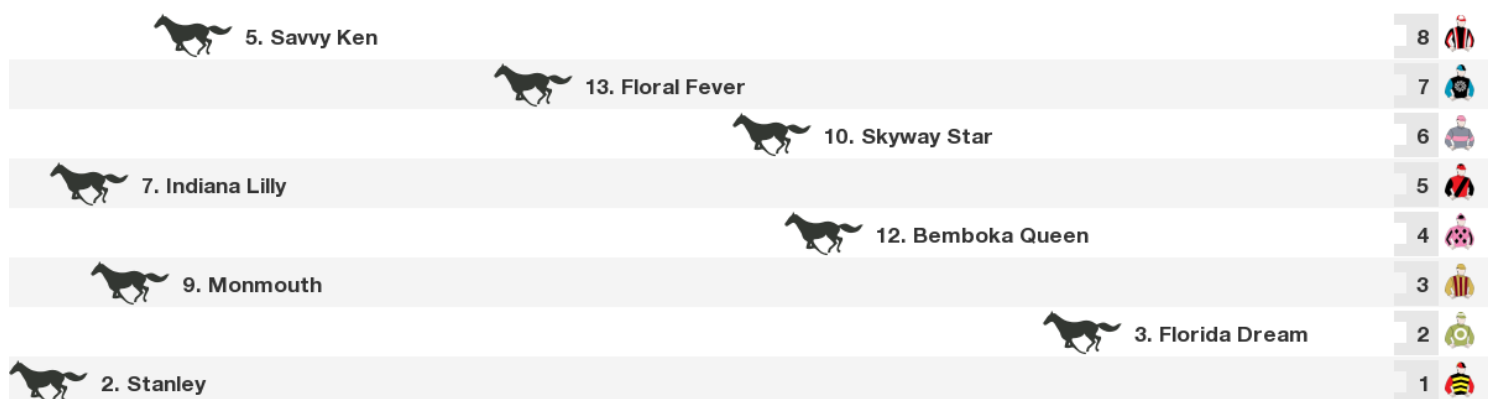 5. Savvy Ken 8
13. Floral Fever 7
10. Skyway Star 6
7. Indiana Lilly 5
12. Bemboka Queen 4
9. Monmouth 3
3. Florida Dream 2
2. Stanley 1